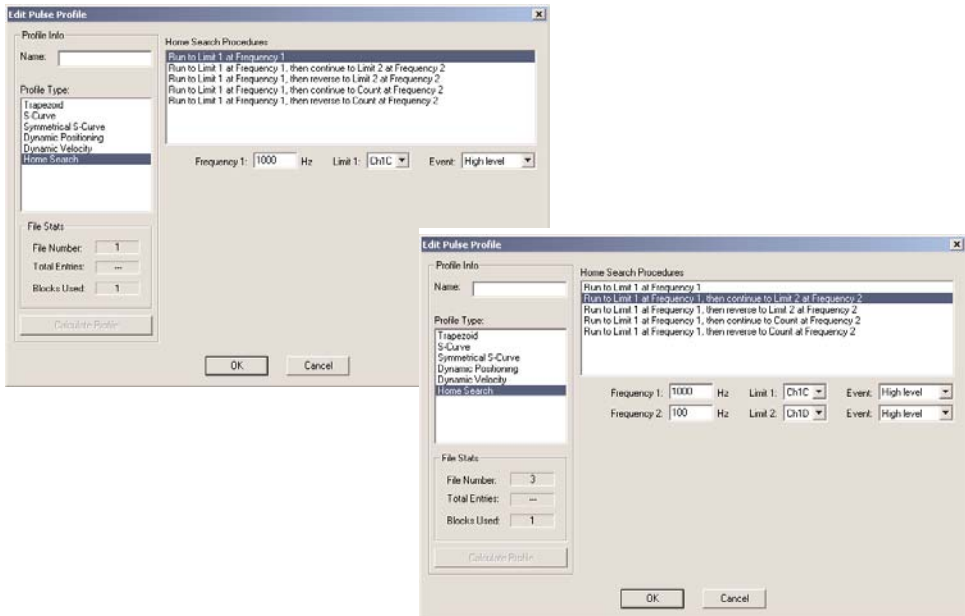 Edit Pulse Profile
Profile Info
Name:
Profile Type:
Trapezoid
S-Curve
Symmetrical S-Curve
Dynamic Positioning
Dynamic Velocity
Home Search
File Stats
File Number: 1
Total Entries: ---
Blocks Used: 1
Calculate Profile
Home Search Procedures
Run to Limit 1 at Frequency 1
Run to Limit 1 at Frequency 1, then continue to Limit 2 at Frequency 2
Run to Limit 1 at Frequency 1, then reverse to Limit 2 at Frequency 2
Run to Limit 1 at Frequency 1, then continue to Count at Frequency 2
Run to Limit 1 at Frequency 1, then reverse to Count at Frequency 2
Frequency 1: 1000 Hz Limit 1: Ch1C Event: High level
OK Cancel
Edit Pulse Profile
Profile Info
Name:
Profile Type:
Trapezoid
S-Curve
Symmetrical S-Curve
Dynamic Positioning
Dynamic Velocity
Home Search
File Stats
File Number: 3
Total Entries: ---
Blocks Used: 1
Calculate Profile
Home Search Procedures
Run to Limit 1 at Frequency 1
Run to Limit 1 at Frequency 1, then continue to Limit 2 at Frequency 2
Run to Limit 1 at Frequency 1, then reverse to Limit 2 at Frequency 2
Run to Limit 1 at Frequency 1, then continue to Count at Frequency 2
Run to Limit 1 at Frequency 1, then reverse to Count at Frequency 2
Frequency 1: 1000 Hz Limit 1: Ch1C Event: High level
Frequency 2: 100 Hz Limit 2: Ch1D Event: High level
OK Cancel